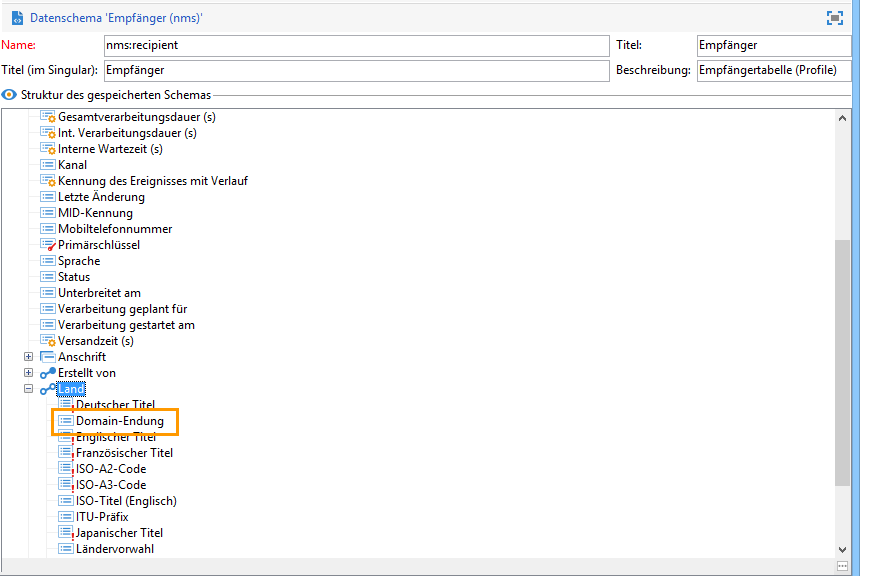 Datenschema 'Empfänger (nms)'
Name: nms:recipient Titel: Empfänger
Titel (im Singular): Empfänger Beschreibung: Empfängertabelle (Profile)
Struktur des gespeicherten Schemas
Gesamtverarbeitungsdauer (s)
Int. Verarbeitungsdauer (s)
Interne Wartezeit (s)
Kanal
Kennung des Ereignisses mit Verlauf
Letzte Änderung
MID-Kennung
Mobiltelefonnummer
Primärschlüssel
Sprache
Status
Unterbreitet am
Verarbeitung geplant für
Verarbeitung gestartet am
Versandzeit (s)
Anschrift
Erstellt von
Land
Deutscher Titel
Domain-Endung
Englischer Titel
Französischer Titel
ISO-A2-Code
ISO-A3-Code
ISO-Titel (Englisch)
ITU-Präfix
Japanischer Titel
Ländervorwahl